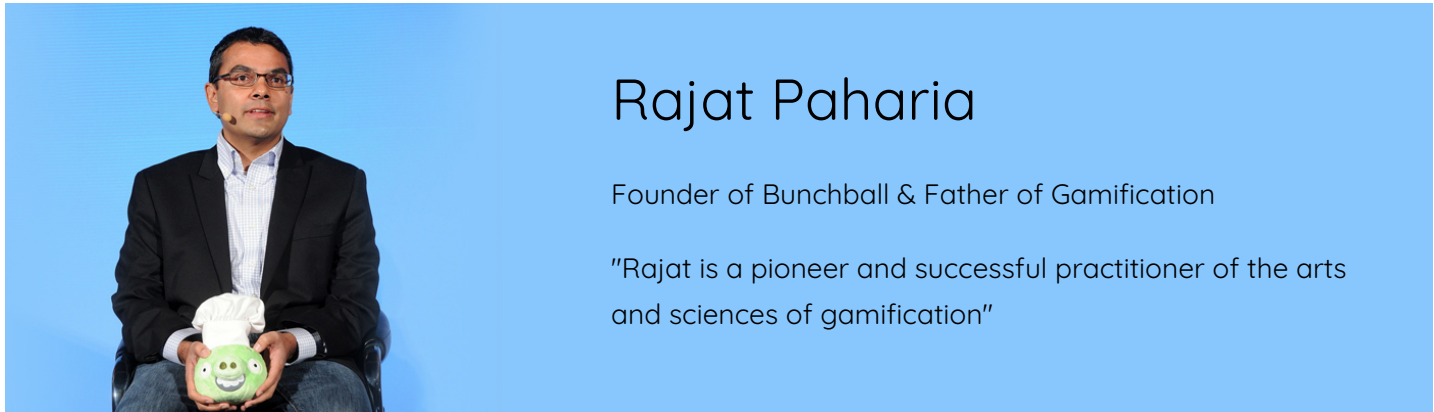 Rajat Paharia
Founder of Bunchball & Father of Gamification
"Rajat is a pioneer and successful practitioner of the arts
and sciences of gamification"